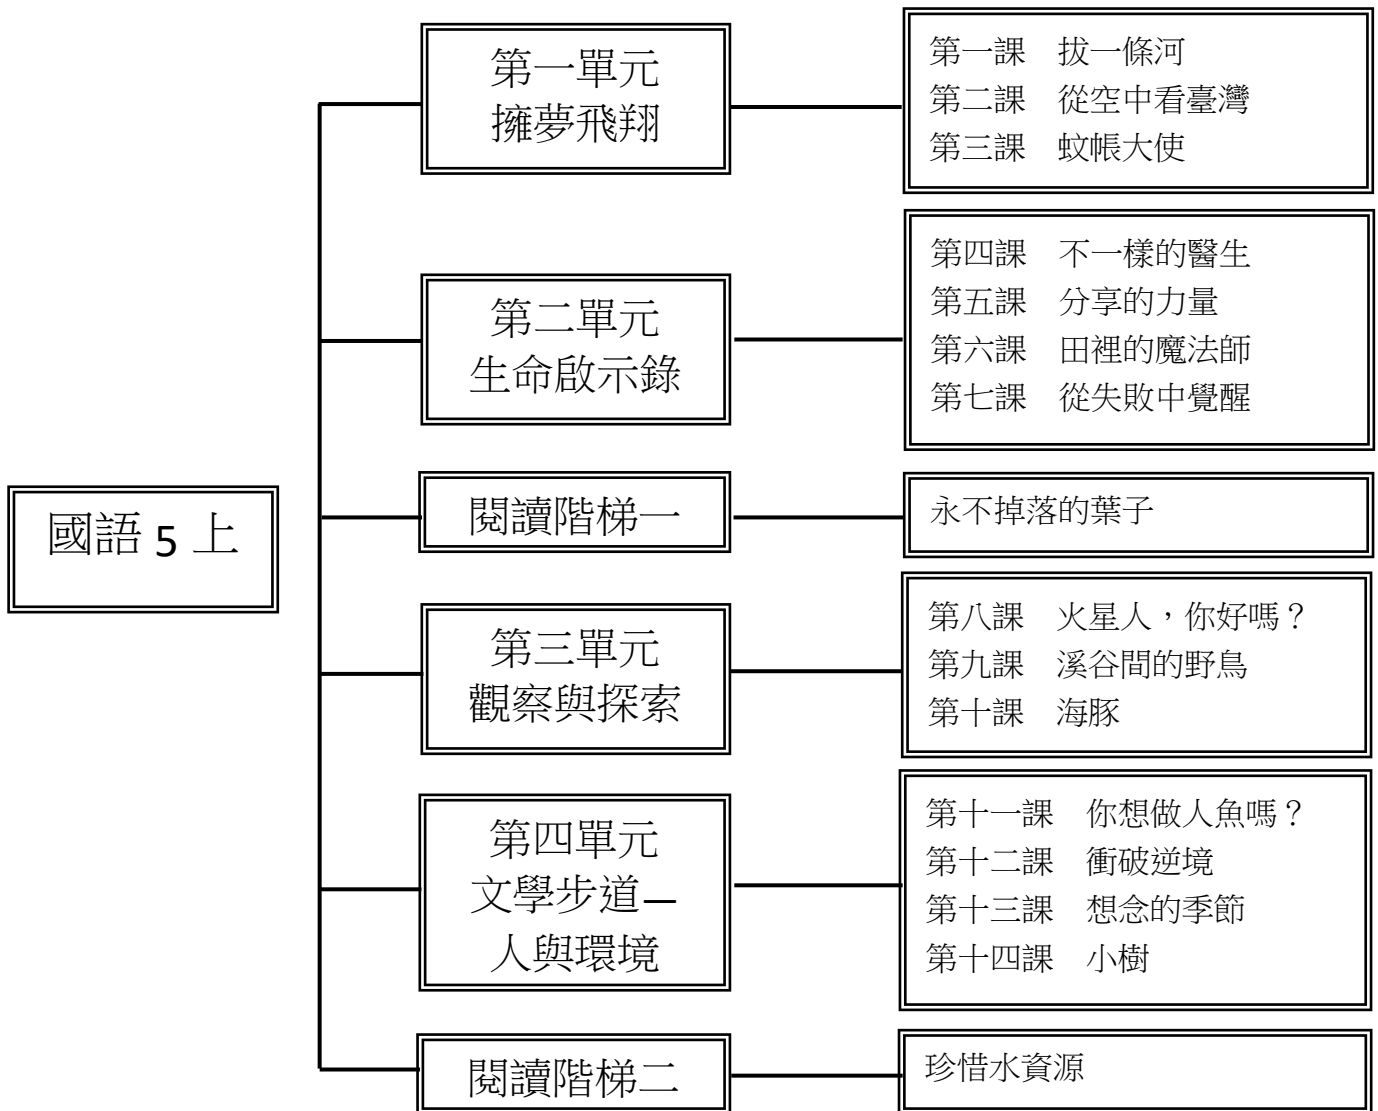 國語 5 上
第一單元
擁夢飛翔
第一課　拔一條河
第二課　從空中看臺灣
第三課　蚊帳大使
第二單元
生命啟示錄
第四課　不一樣的醫生
第五課　分享的力量
第六課　田裡的魔法師
第七課　從失敗中覺醒
閱讀階梯一
永不掉落的葉子
第三單元
觀察與探索
第八課　火星人，你好嗎？
第九課　溪谷間的野鳥
第十課　海豚
第四單元
文學步道—
人與環境
第十一課　你想做人魚嗎？
第十二課　衝破逆境
第十三課　想念的季節
第十四課　小樹
閱讀階梯二
珍惜水資源